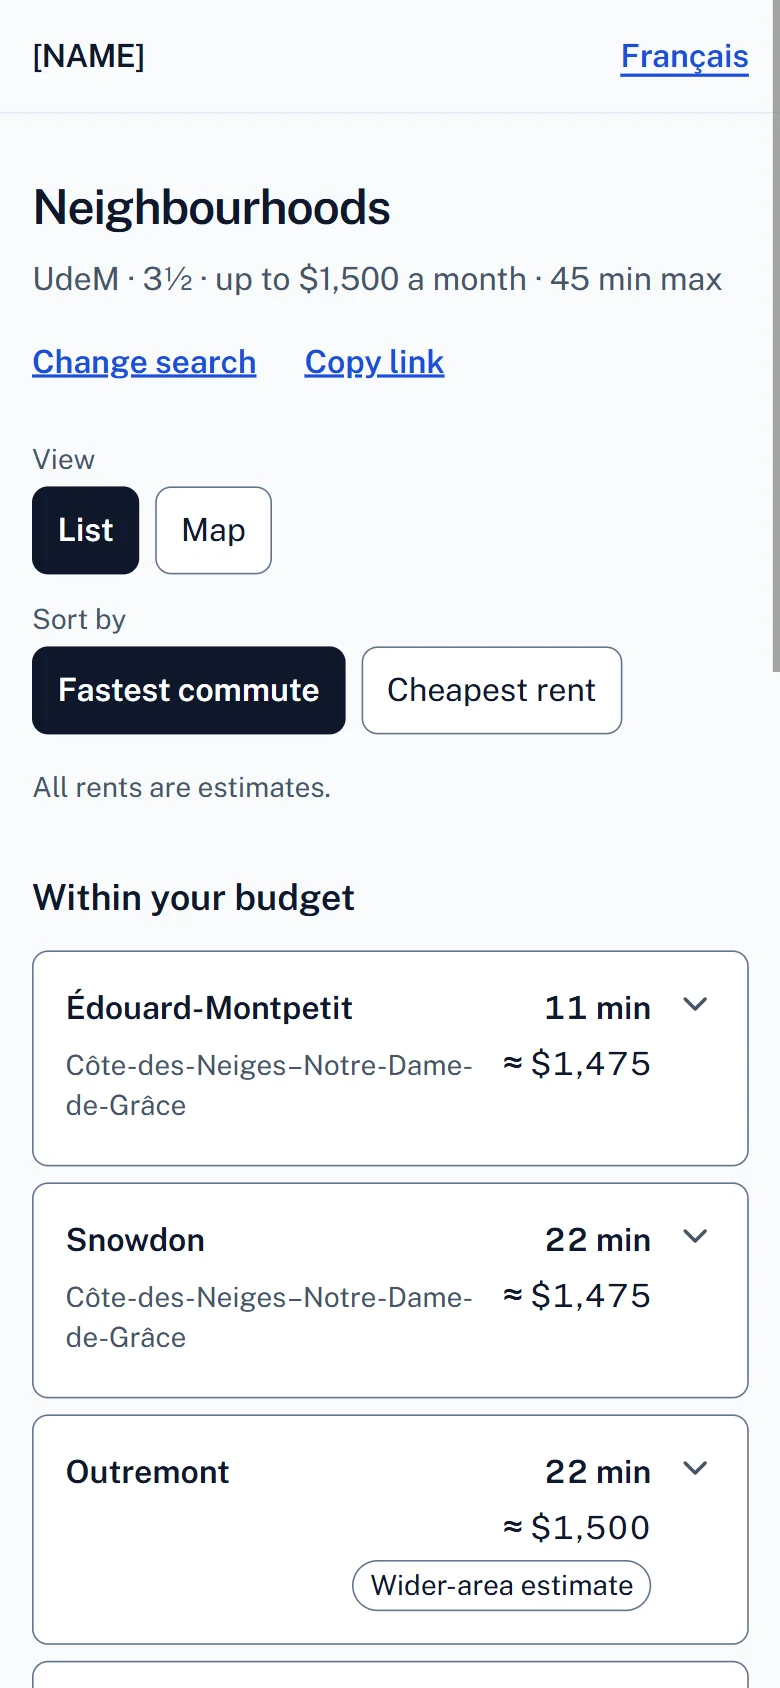 [NAME]
Français
Neighbourhoods
UdeM · 3½ · up to $1,500 a month · 45 min max
Change search
Copy link
View
List
Map
Sort by
Fastest commute
Cheapest rent
All rents are estimates.
Within your budget
Édouard-Montpetit
11 min
Côte-des-Neiges–Notre-Dame-
de-Grâce
≈ $1,475
Snowdon
22 min
Côte-des-Neiges–Notre-Dame-
de-Grâce
≈ $1,475
Outremont
22 min
≈ $1,500
Wider-area estimate